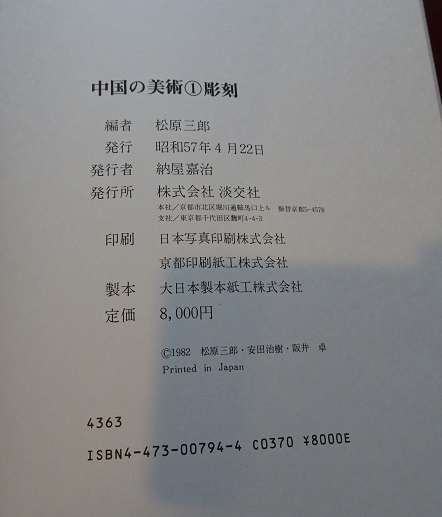 中国の美術①彫刻
編者 松原三郎
発行 昭和57年4月22日
発行者 納屋嘉治
発行所 株式会社 淡交社
本社/京都市北区堀川通鞍馬口上ル 振替京都5-4578
支社/東京都千代田区麹町4-4-3
印刷 日本写真印刷株式会社
京都印刷紙工株式会社
製本 大日本製本紙工株式会社
定価 8,000円
©1982 松原三郎・安田治樹・阪井 卓
Printed in Japan
4363
ISBN4-473-00794-4 C0370 ¥8000E